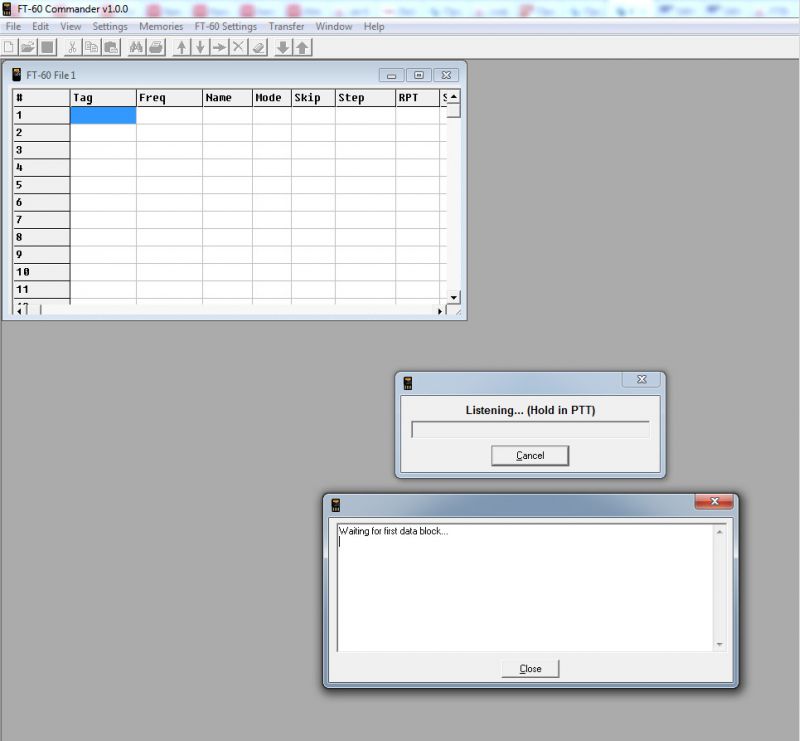 FT-60 Commander v1.0.0
File Edit View Settings Memories FT-60 Settings Transfer Window Help
FT-60 File 1
# Tag Freq Name Mode Skip Step RPT
1
2
3
4
5
6
7
8
9
10
11
Listening... (Hold in PTT)
Cancel
Waiting for first data block...
Close